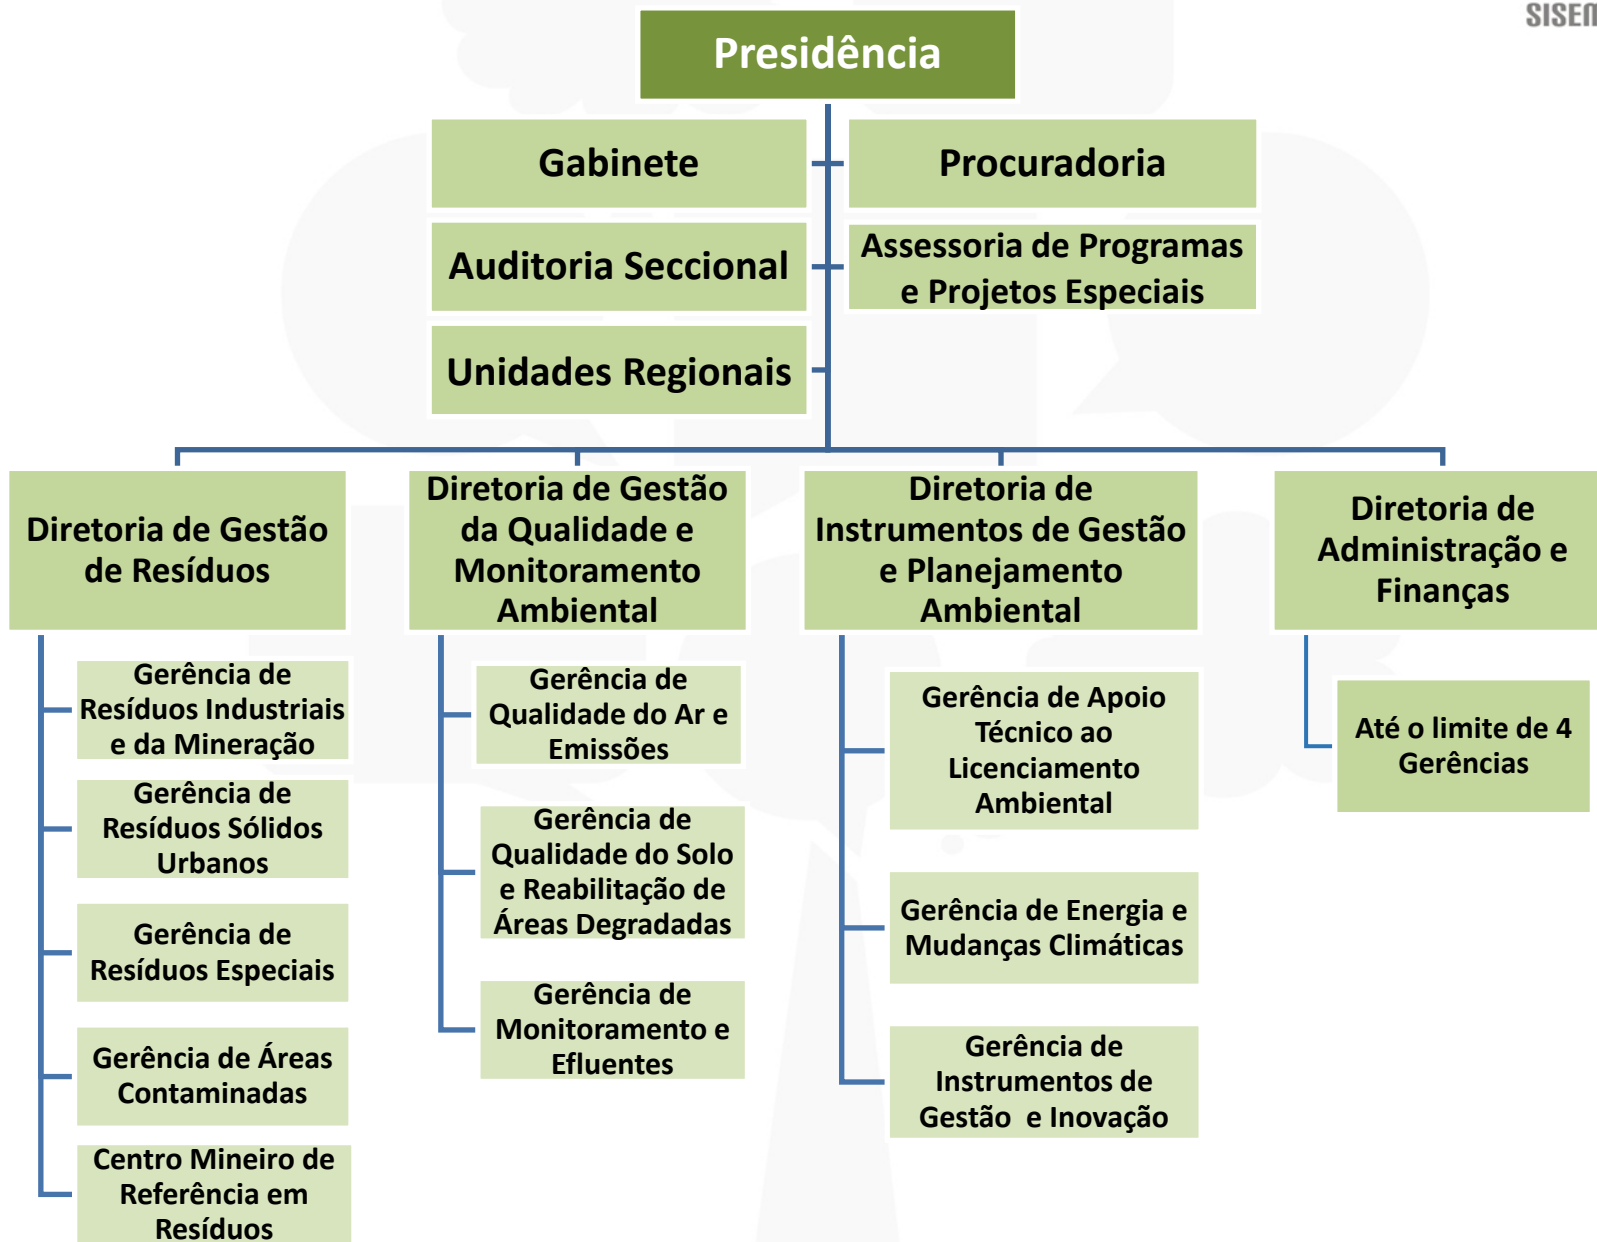 SISEM
Presidência
Gabinete
Procuradoria
Auditoria Seccional
Assessoria de Programas
e Projetos Especiais
Unidades Regionais
Diretoria de Gestão
de Resíduos
Diretoria de Gestão
da Qualidade e
Monitoramento
Ambiental
Diretoria de
Instrumentos de Gestão
e Planejamento
Ambiental
Diretoria de
Administração e
Finanças
Gerência de
Resíduos Industriais
e da Mineração
Gerência de
Resíduos Sólidos
Urbanos
Gerência de
Resíduos Especiais
Gerência de Áreas
Contaminadas
Centro Mineiro de
Referência em
Resíduos
Gerência de
Qualidade do Ar e
Emissões
Gerência de
Qualidade do Solo
e Reabilitação de
Áreas Degradadas
Gerência de
Monitoramento e
Efluentes
Gerência de Apoio
Técnico ao
Licenciamento
Ambiental
Gerência de Energia e
Mudanças Climáticas
Gerência de
Instrumentos de
Gestão  e Inovação
Até o limite de 4
Gerências